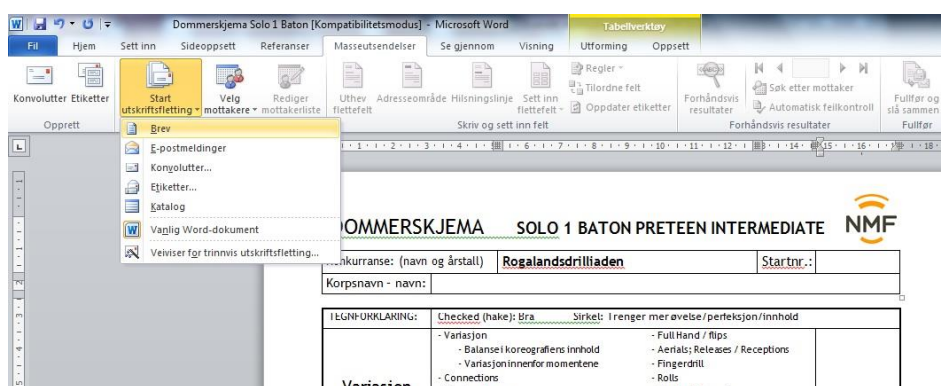 Dommerskjema Solo 1 Baton [Kompatibilitetsmodus] - Microsoft Word
Tabellverktøy
Fil Hjem Sett inn Sideoppsett Referanser Masseutsendelser Se gjennom Visning Utforming Oppsett
Konvolutter Etiketter
Start utskriftsfletting
Velg mottakere
Rediger mottakerliste
Uthev flettefelt
Adresseområde
Hilsningslinje
Sett inn flettefelt
Regler
Tilordne felt
Oppdater etiketter
Forhåndsvis resultater
Søk etter mottaker
Automatisk feilkontroll
Fullfør og slå sammen
Opprett
Skriv og sett inn felt
Forhåndsvis resultater
Fullfør
Brev
E-postmeldinger
Konvolutter...
Etiketter...
Katalog
Vanlig Word-dokument
Veiviser for trinnvis utskriftsfletting...
DOMMERSKJEMA SOLO 1 BATON PRETEEN INTERMEDIATE NMF
Konkurranse: (navn og årstall) Rogalandsdrilliaden Startnr.:
Korpsnavn - navn:
TEGNFORKLARING: Checked (hake): Bra Sirkel: Trenger mer øvelse/perfeksjon/innhold
Variasjon
- Variasjon
- Balanse i koreografiens innhold
- Variasjon innenfor momentene
- Connections
- Full Hand / flips
- Aerials; Releases / Receptions
- Fingerdrill
- Rolls